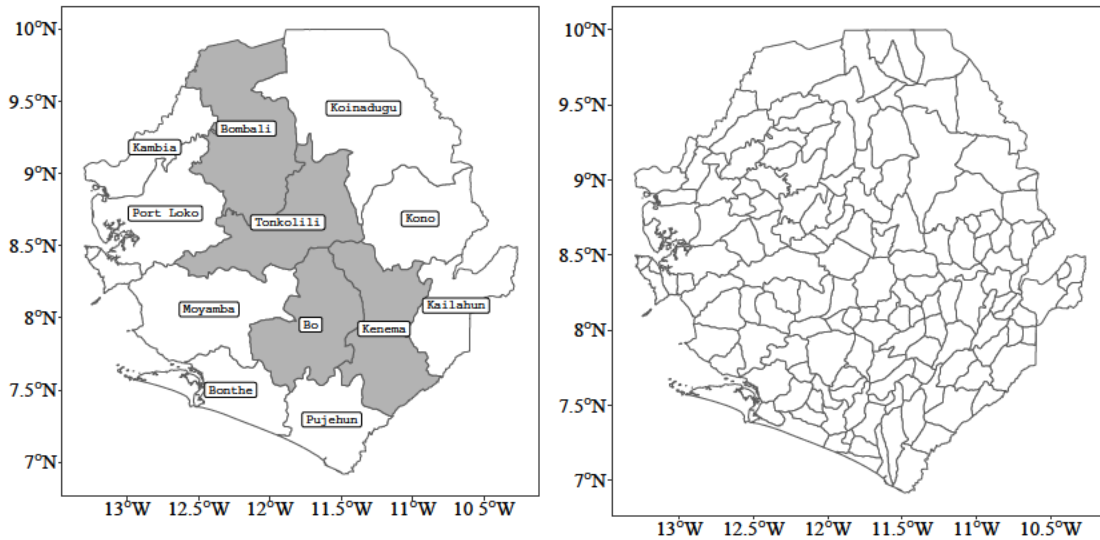 10°N
9.5°N
9°N
8.5°N
8°N
7.5°N
7°N
Koinadugu
Bombali
Kambia
Port Loko
Tonkolili
Kono
Moyamba
Kailahun
Bo
Kenema
Bonthe
Pujehun
13°W 12.5°W 12°W 11.5°W 11°W 10 5°W
10°N
9.5°N
9°N
8.5°N
8°N
7.5°N
7°N
13°W 12.5°W 12°W 11.5°W 11°W 10.5°W